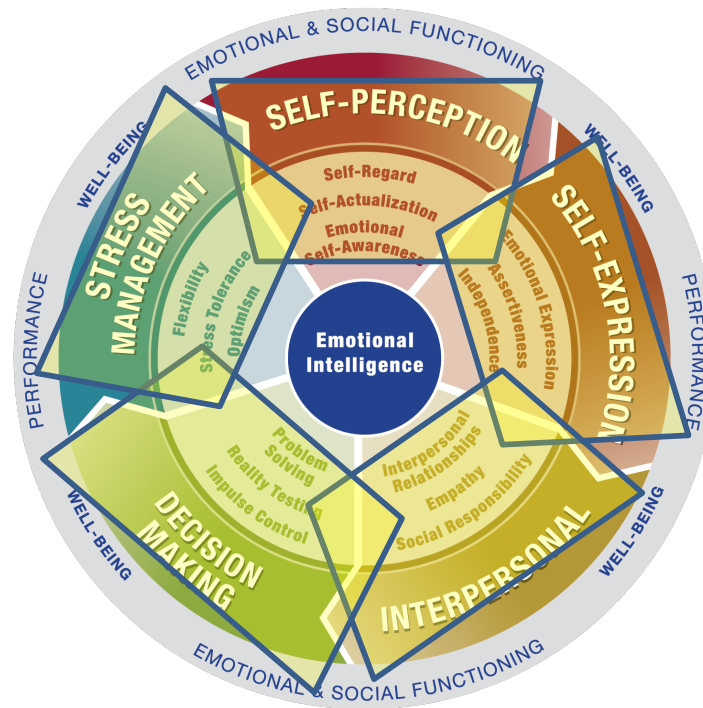 EMOTIONAL & SOCIAL FUNCTIONING
WELL-BEING
WELL-BEING
SELF-PERCEPTION
Self-Regard
Self-Actualization
Emotional
Self-Awareness
STRESS
MANAGEMENT
Flexibility
Stress Tolerance
Optimism
SELF-EXPRESSION
Emotional Expression
Assertiveness
Independence
PERFORMANCE
PERFORMANCE
Emotional
Intelligence
Problem
Solving
Reality Testing
Impulse Control
DECISION
MAKING
Interpersonal
Relationships
Empathy
Social Responsibility
INTERPERSONAL
WELL-BEING
WELL-BEING
EMOTIONAL & SOCIAL FUNCTIONING